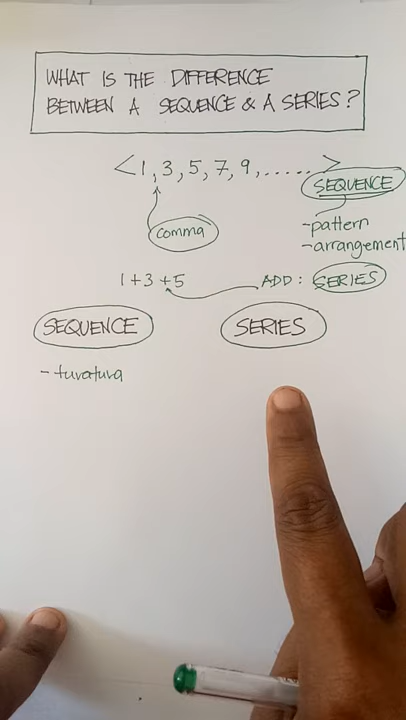 WHAT IS THE DIFFERENCE
BETWEEN A SEQUENCE & A SERIES?
<1, 3, 5, 7, 9, ..... >
SEQUENCE
comma
-pattern
-arrangement
1+3+5
ADD: SERIES
SEQUENCE
SERIES
- tuvatuva